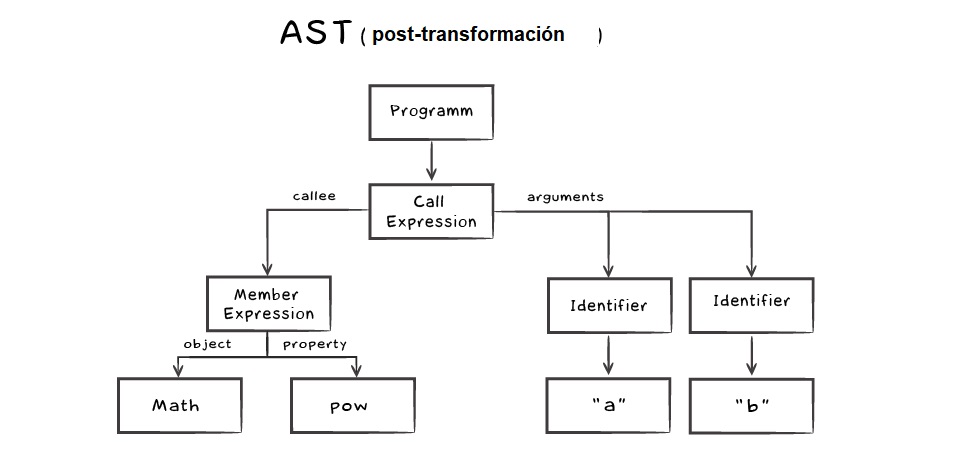 AST ( post-transformación )
Programm
callee
Call
Expression
arguments
Member
Expression
Identifier
Identifier
object
property
Math
pow
"a"
"b"